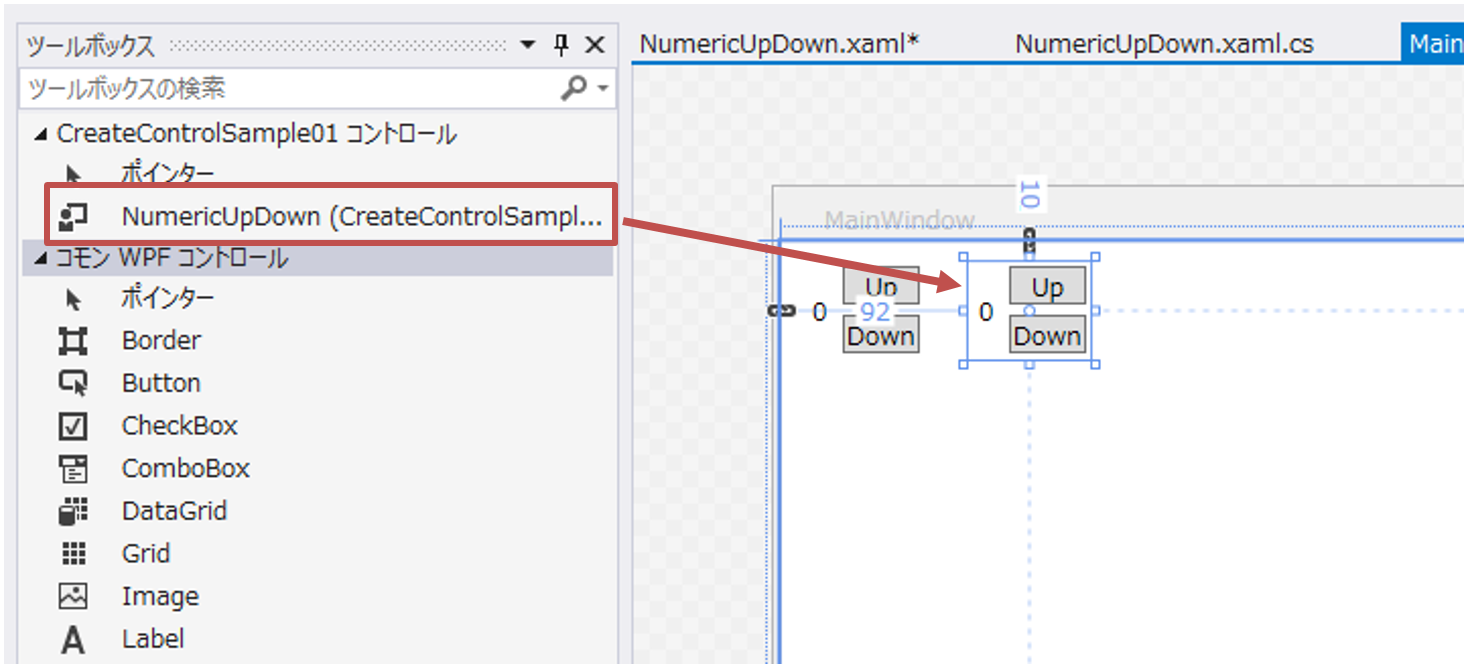 ツールボックス
ツールボックスの検索
CreateControlSample01 コントロール
ポインター
NumericUpDown (CreateControlSampl...
コモン WPF コントロール
ポインター
Border
Button
CheckBox
ComboBox
DataGrid
Grid
Image
Label
NumericUpDown.xaml*
NumericUpDown.xaml.cs
Main
10
MainWindow
0
Up
92
Down
0
Up
Down